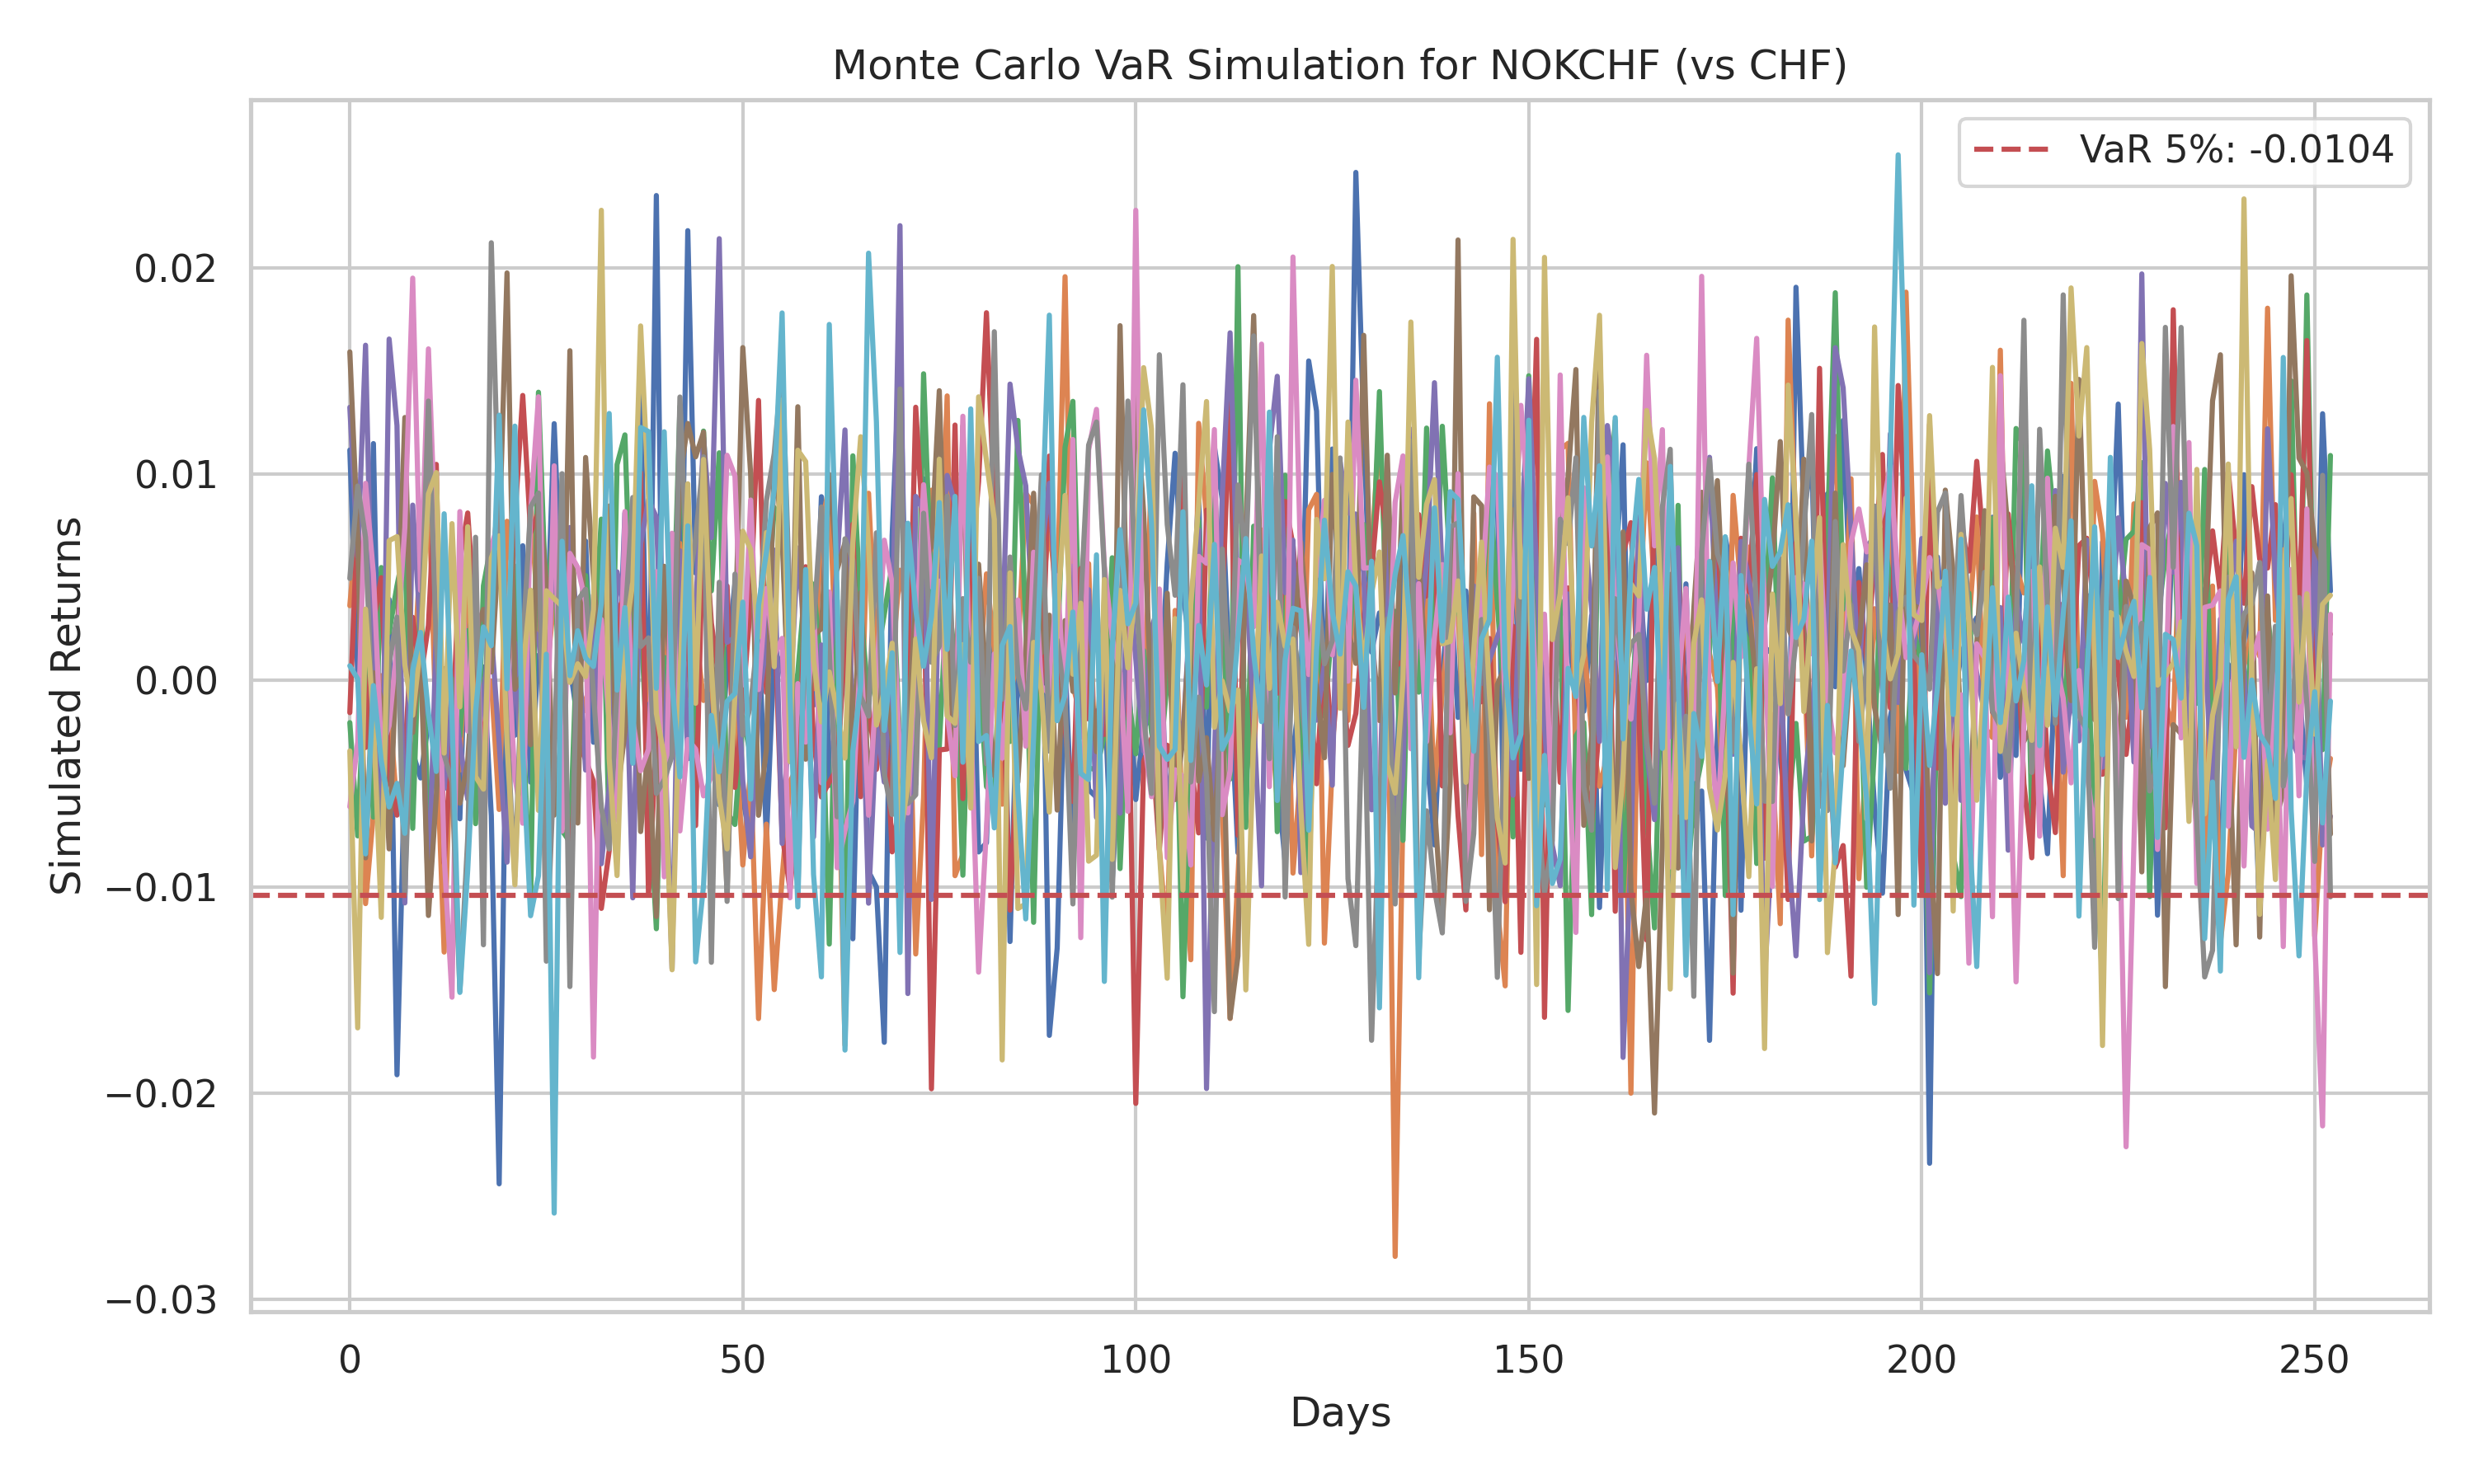 Monte Carlo VaR Simulation for NOKCHF (vs CHF)
VaR 5%: -0.0104
Simulated Returns
0.02
0.01
0.00
−0.01
−0.02
−0.03
0 50 100 150 200 250
Days